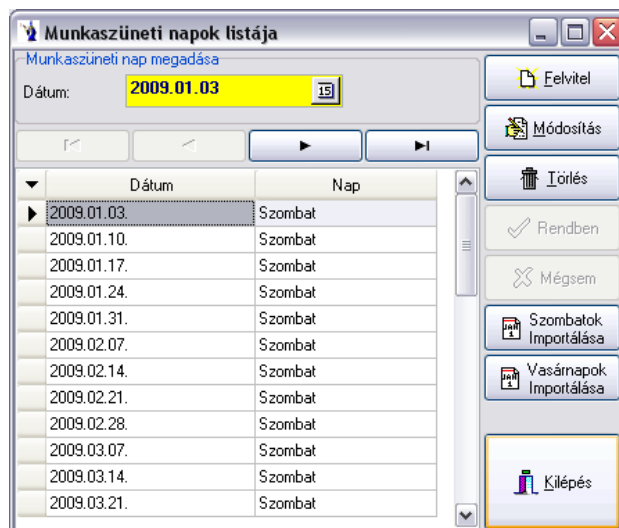 Munkaszüneti napok listája
Munkaszüneti nap megadása
Dátum:
2009.01.03
15
Felvitel
Módosítás
Törlés
Rendben
Mégsem
Szombatok
Importálása
Vasárnapok
Importálása
Kilépés
Dátum Nap
2009.01.03. Szombat
2009.01.10. Szombat
2009.01.17. Szombat
2009.01.24. Szombat
2009.01.31. Szombat
2009.02.07. Szombat
2009.02.14. Szombat
2009.02.21. Szombat
2009.02.28. Szombat
2009.03.07. Szombat
2009.03.14. Szombat
2009.03.21. Szombat